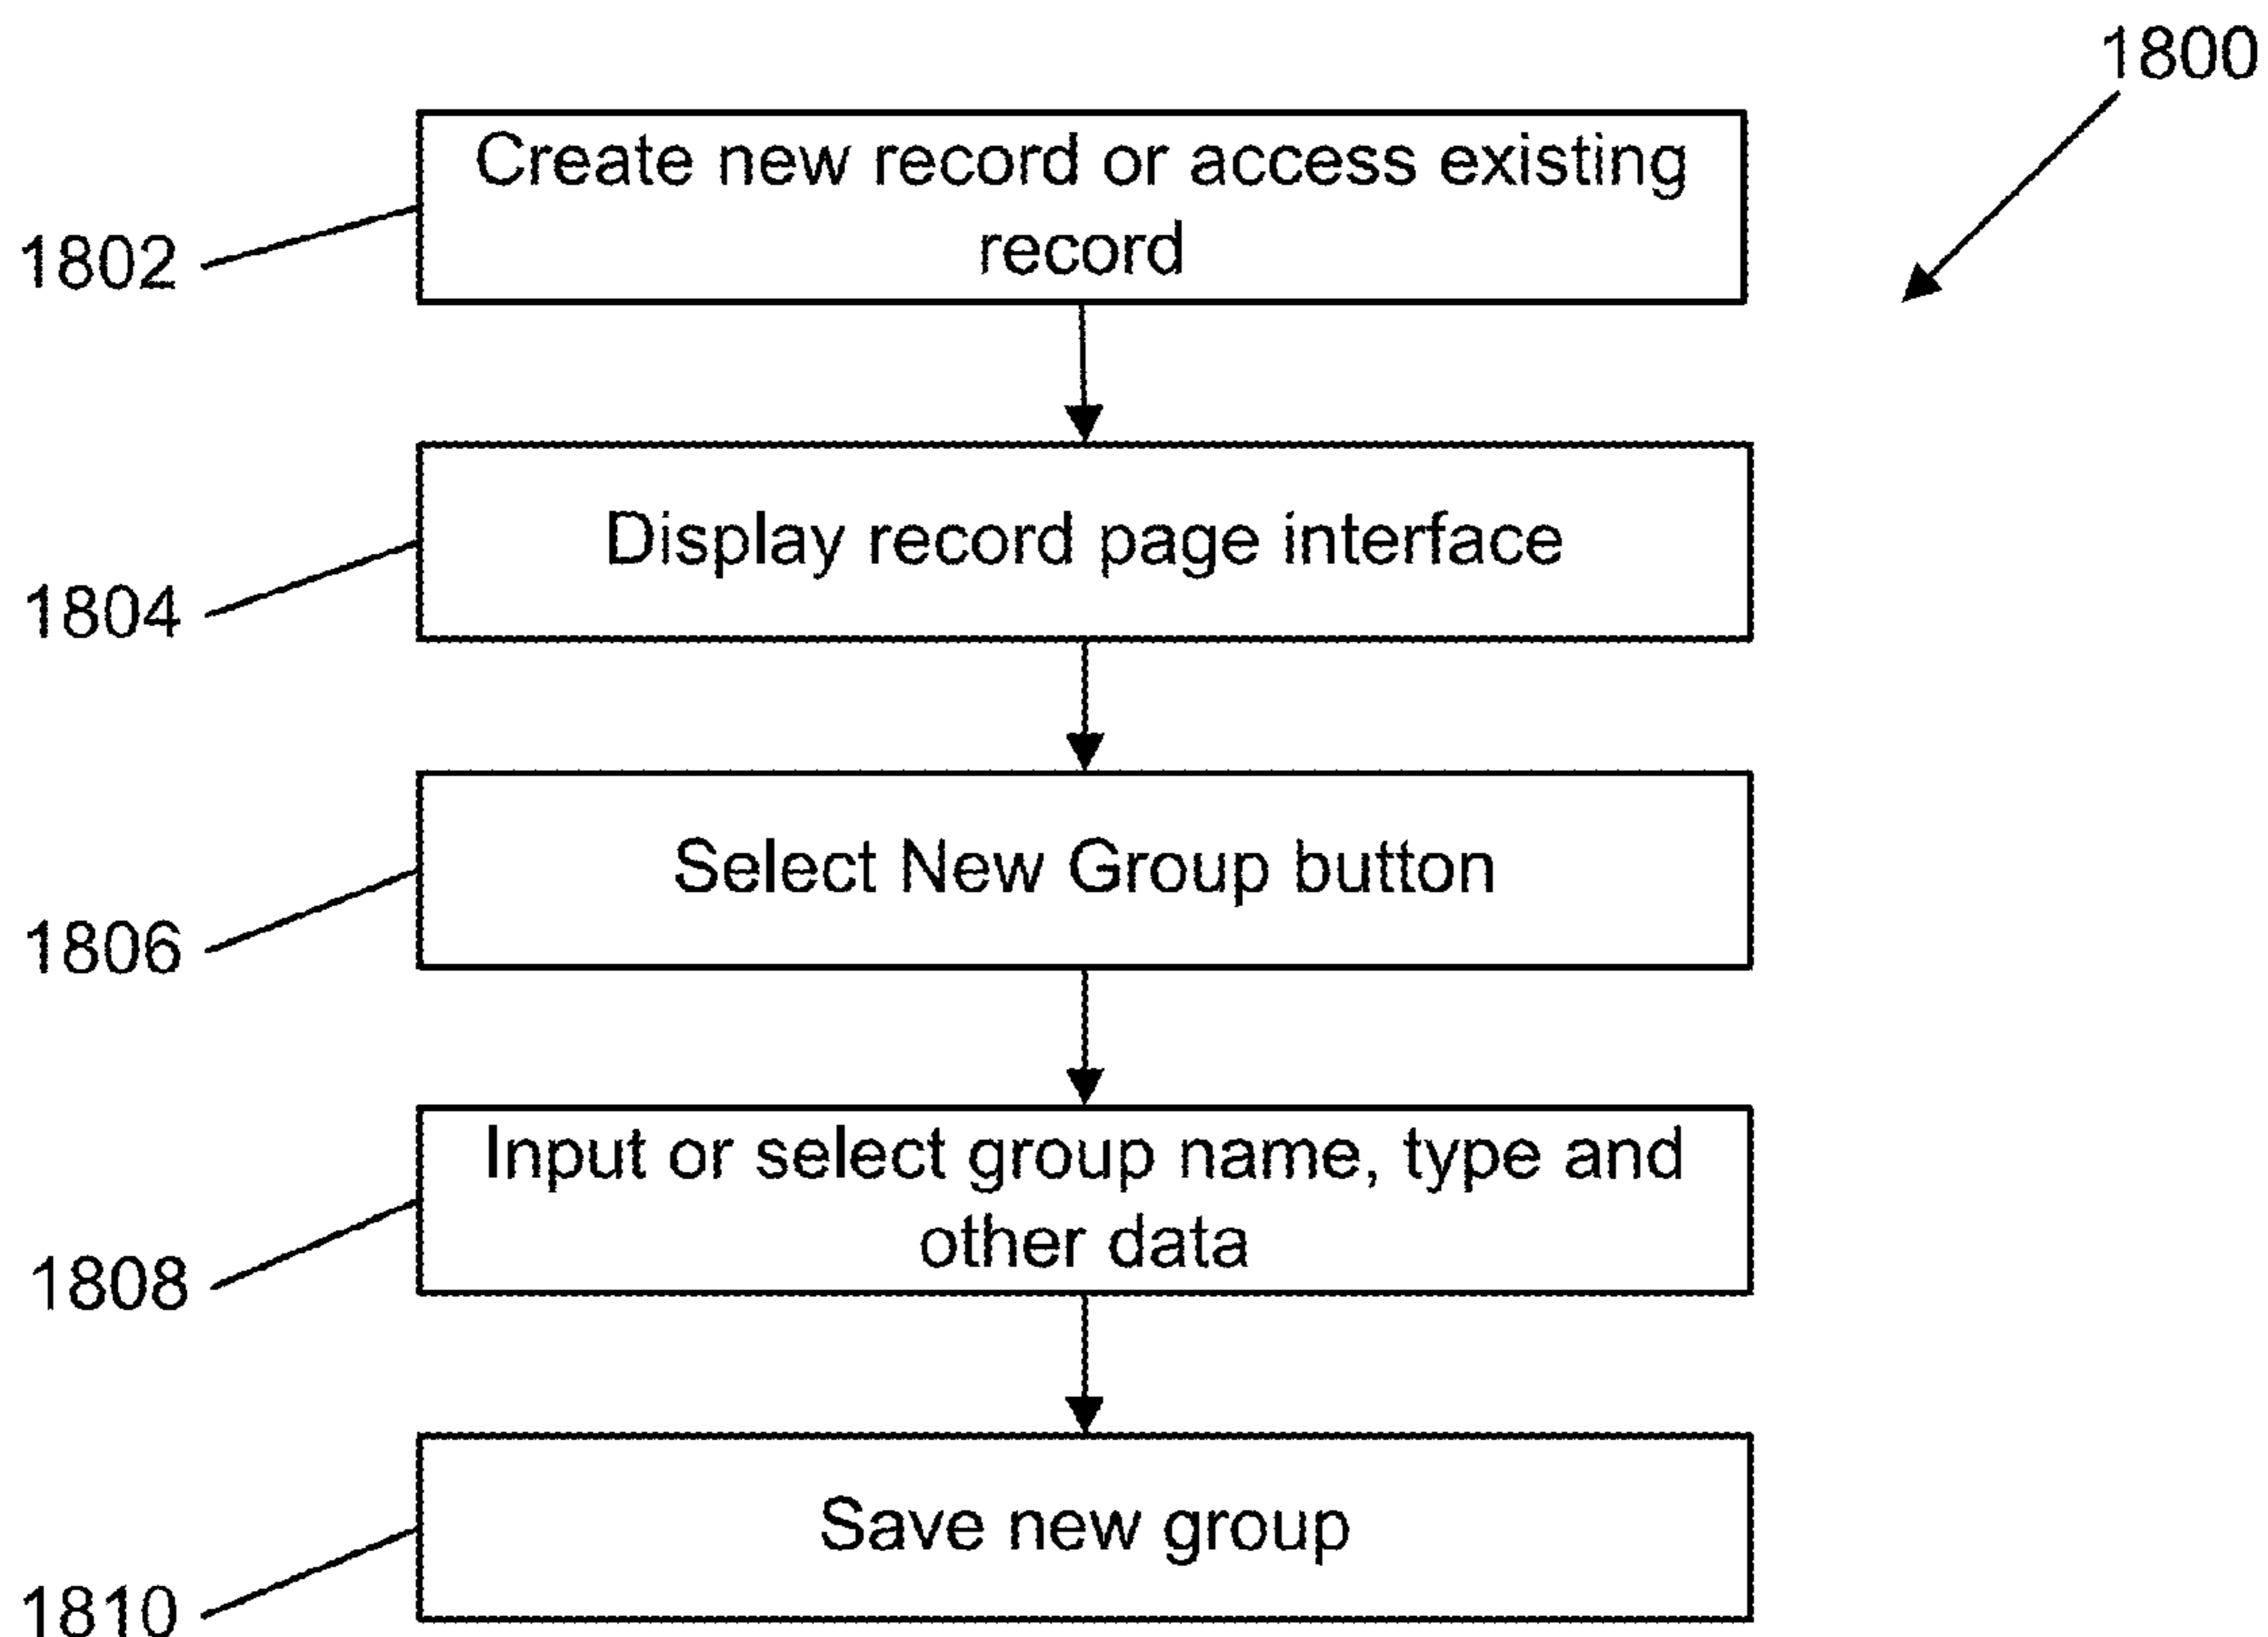 1800
Create new record or access existing
record
1802
Display record page interface
1804
Select New Group button
1806
Input or select group name, type and
other data
1808
Save new group
1810